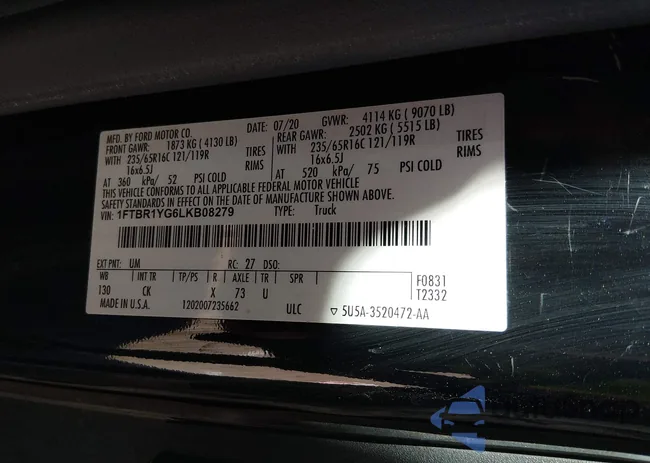 MFD. BY FORD MOTOR CO. DATE: 07/20 GVWR: 4114 KG ( 9070 LB)
FRONT GAWR: 1873 KG ( 4130 LB) REAR GAWR: 2502 KG ( 5515 LB)
WITH 235/65R16C 121/119R TIRES WITH 235/65R16C 121/119R TIRES
16x6.5J RIMS 16x6.5J RIMS
AT 360 kPa/ 52 PSI COLD AT 520 kPa/ 75 PSI COLD
THIS VEHICLE CONFORMS TO ALL APPLICABLE FEDERAL MOTOR VEHICLE
SAFETY STANDARDS IN EFFECT ON THE DATE OF MANUFACTURE SHOWN ABOVE.
VIN: 1FTBR1YG6LKB08279 TYPE: Truck
EXT PNT: UM RC: 27 DSO:
WB INT TR TP/PS R AXLE TR SPR F0831
130 CK X 73 U T2332
MADE IN U.S.A. 1202007235662 ULC ▽ 5U5A-3520472-AA